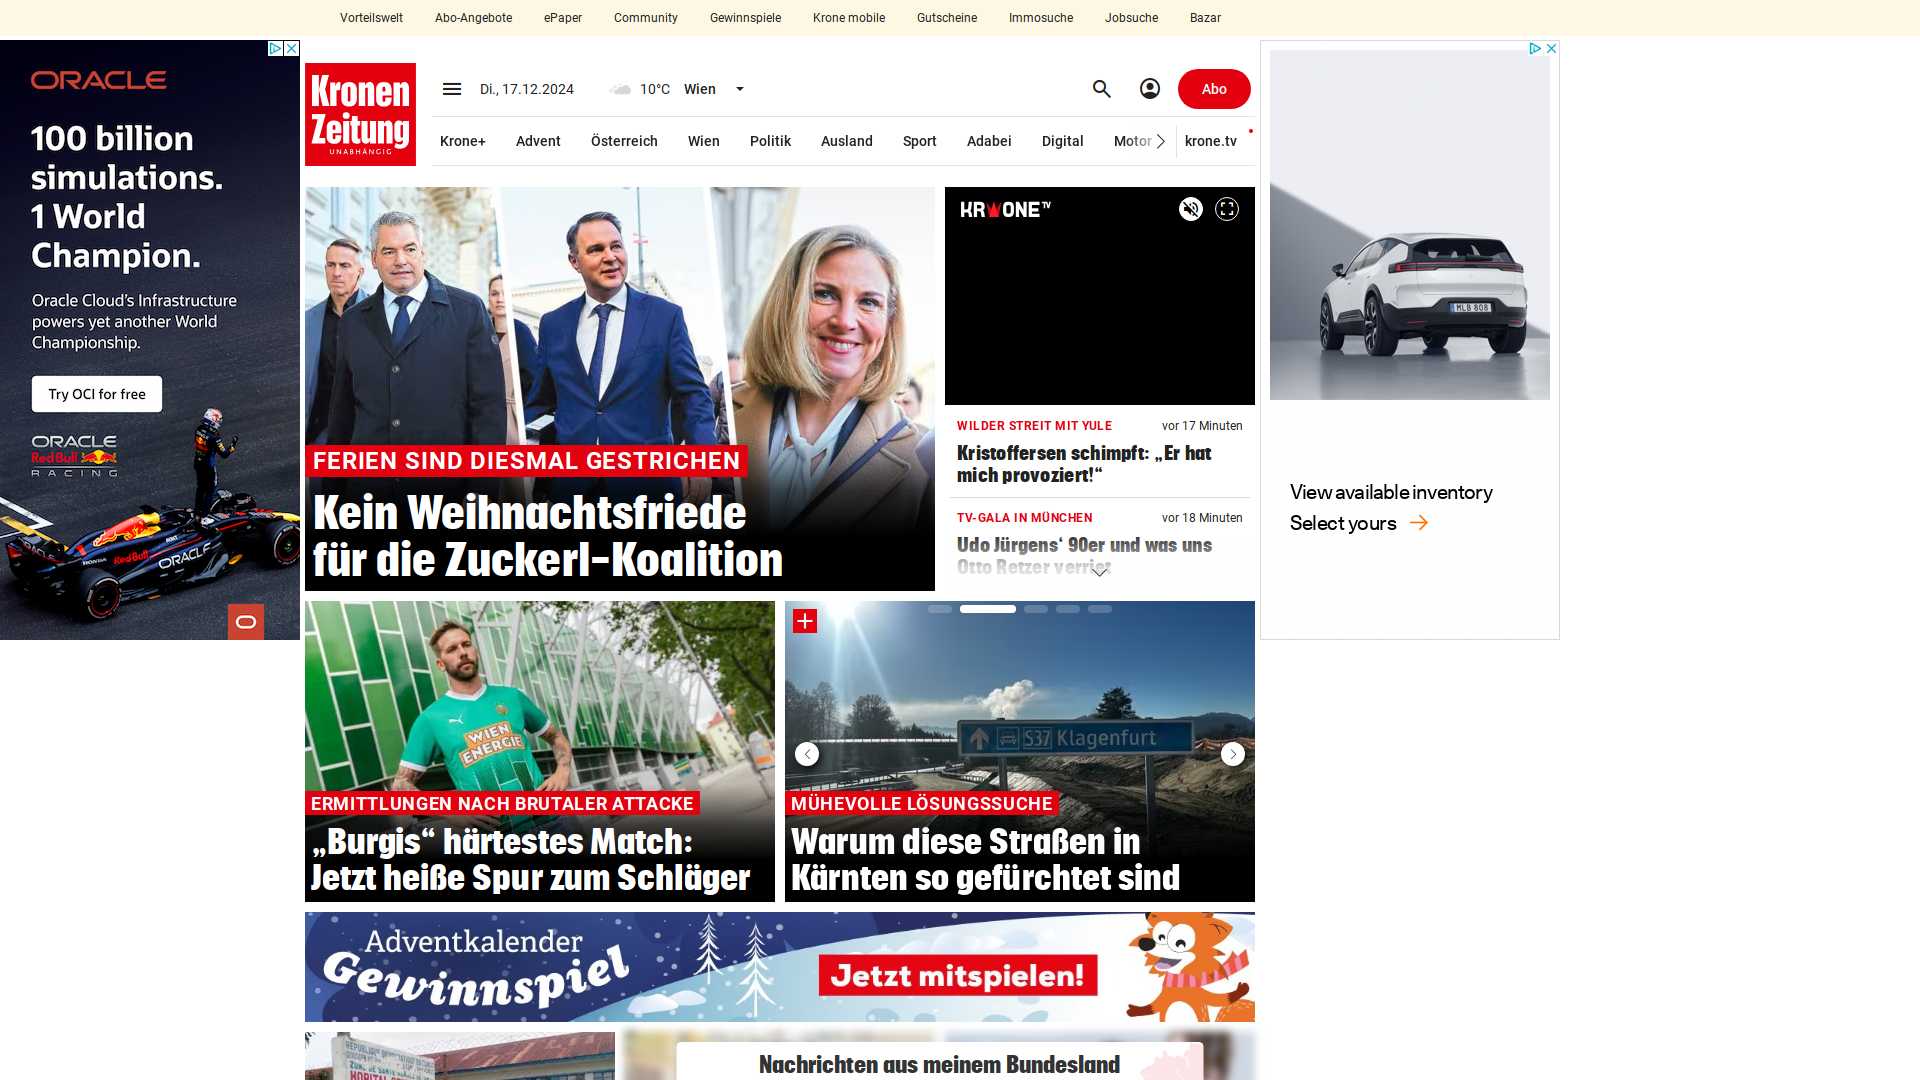 Vorteilswelt Abo-Angebote ePaper Community Gewinnspiele Krone mobile Gutscheine Immosuche Jobsuche Bazar
ORACLE
100 billion
simulations.
1 World
Champion.
Oracle Cloud's Infrastructure
powers yet another World
Championship.
Try OCI for free
ORACLE
Red Bull
RACING
HONDA
Red Bull
ORACLE
Kronen
Zeitung
UNABHÄNGIG
Di., 17.12.2024 10°C Wien
Abo
Krone+ Advent Österreich Wien Politik Ausland Sport Adabei Digital Motor krone.tv
FERIEN SIND DIESMAL GESTRICHEN
Kein Weihnachtsfriede
für die Zuckerl-Koalition
KRONE TV
WILDER STREIT MIT YULE vor 17 Minuten
Kristoffersen schimpft: „Er hat
mich provoziert!“
TV-GALA IN MÜNCHEN vor 18 Minuten
Udo Jürgens‘ 90er und was uns
Otto Retzer verriet
WIEN
ENERGIE
ERMITTLUNGEN NACH BRUTALER ATTACKE
„Burgis“ härtestes Match:
Jetzt heiße Spur zum Schläger
S37 Klagenfurt
MÜHEVOLLE LÖSUNGSSUCHE
Warum diese Straßen in
Kärnten so gefürchtet sind
Adventkalender
Gewinnspiel
Jetzt mitspielen!
Nachrichten aus meinem Bundesland
MLB 808
View available inventory
Select yours